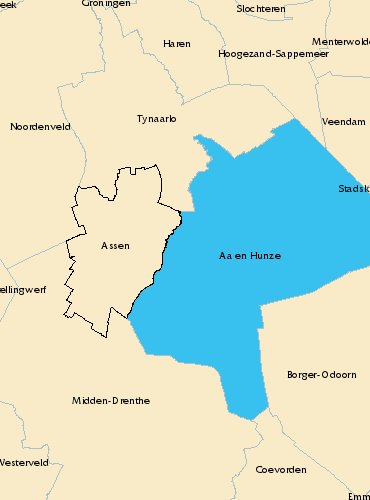 eek
Groningen
Slochteren
Haren
Menterwolde
Hoogezand-Sappemeer
Tynaarlo
Veendam
Noordenveld
Stadsk
Assen
Aa en Hunze
ellingwerf
Borger-Odoorn
Midden-Drenthe
Westerveld
Coevorden
Emm